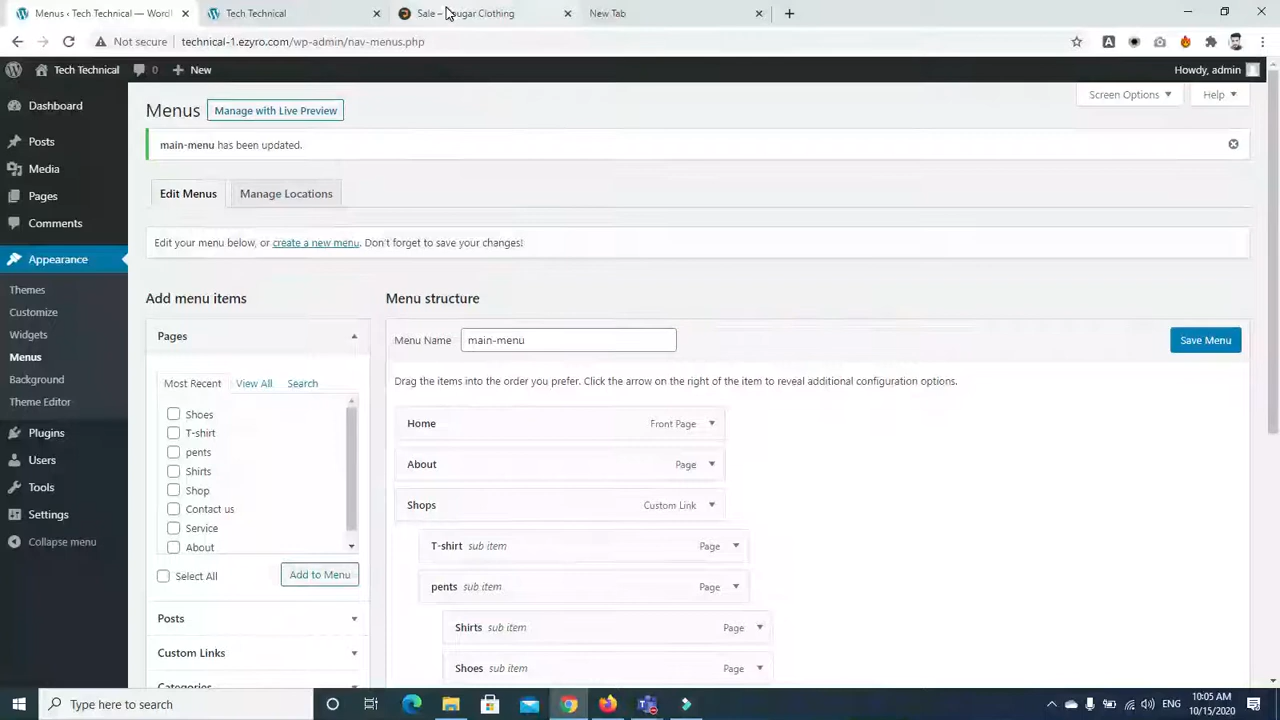 Menus ‹ Tech Technical — Word
Tech Technical
Sale –
ugar Clothing
New Tab
Not secure
technical-1.ezyro.com/wp-admin/nav-menus.php
Tech Technical
0
New
Howdy, admin
Dashboard
Posts
Media
Pages
Comments
Appearance
Themes
Customize
Widgets
Menus
Background
Theme Editor
Plugins
Users
Tools
Settings
Collapse menu
Menus
Manage with Live Preview
Screen Options
Help
main-menu has been updated.
Edit Menus
Manage Locations
Edit your menu below, or create a new menu. Don't forget to save your changes!
Add menu items
Pages
Most Recent
View All
Search
Shoes
T-shirt
pents
Shirts
Shop
Contact us
Service
About
Select All
Add to Menu
Posts
Custom Links
Categories
Menu structure
Menu Name
main-menu
Save Menu
Drag the items into the order you prefer. Click the arrow on the right of the item to reveal additional configuration options.
Home Front Page
About Page
Shops Custom Link
T-shirt sub item Page
pents sub item Page
Shirts sub item Page
Shoes sub item Page
Type here to search
10:05 AM
10/15/2020